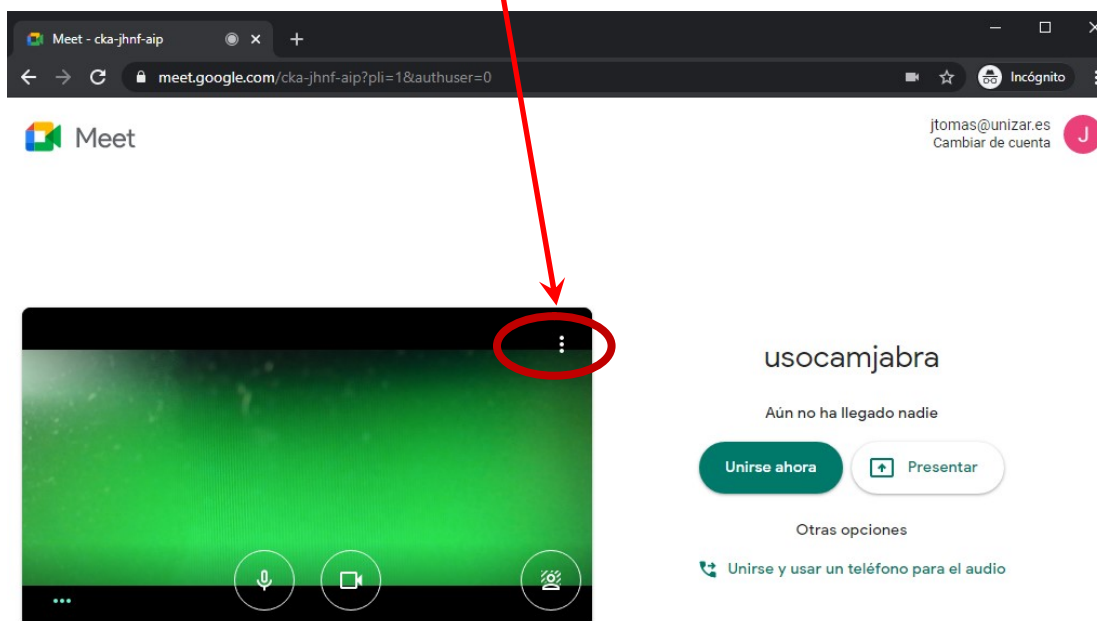 Meet - cka-jhnf-aip
meet.google.com/cka-jhnf-aip?pli=1&authuser=0
Incógnito
Meet
jtomas@unizar.es
Cambiar de cuenta
J
usocamjabra
Aún no ha llegado nadie
Unirse ahora
Presentar
Otras opciones
Unirse y usar un teléfono para el audio